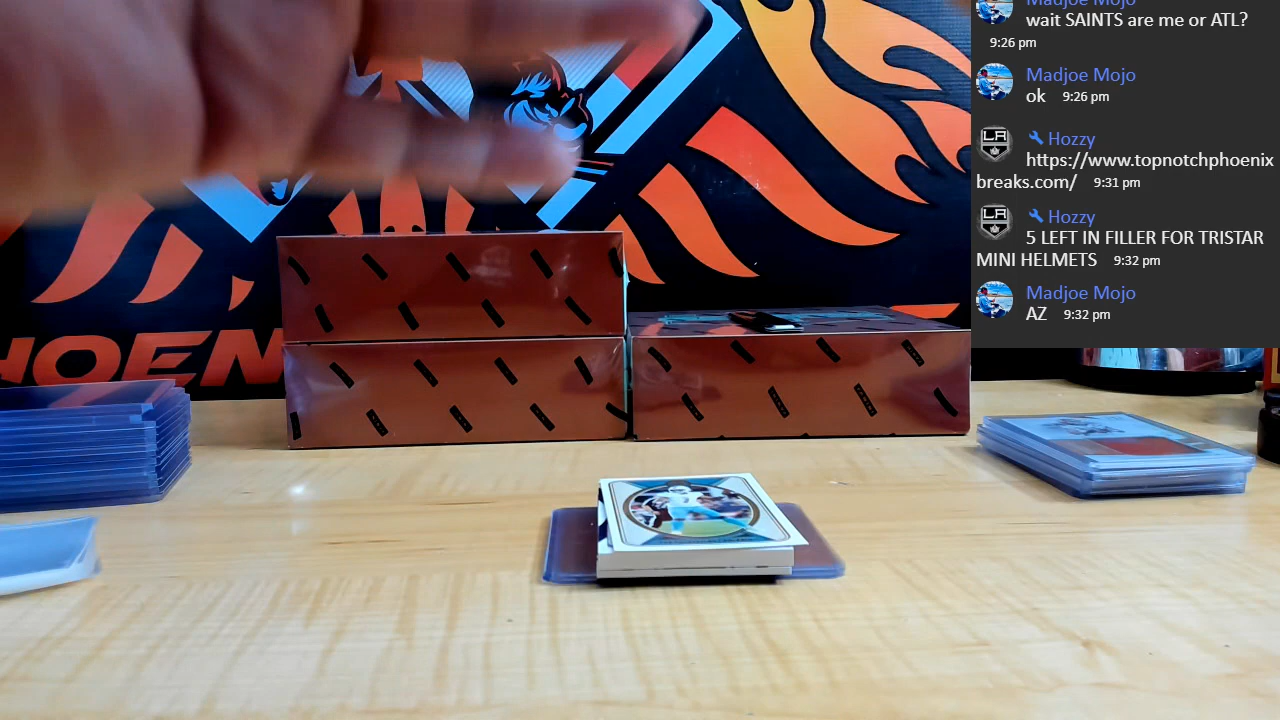 Madjoe Mojo
wait SAINTS are me or ATL?
9:26 pm
Madjoe Mojo
ok 9:26 pm
LA
Hozzy
https://www.topnotchphoenix
breaks.com/ 9:31 pm
LA
Hozzy
5 LEFT IN FILLER FOR TRISTAR
MINI HELMETS 9:32 pm
Madjoe Mojo
AZ 9:32 pm
HOEN